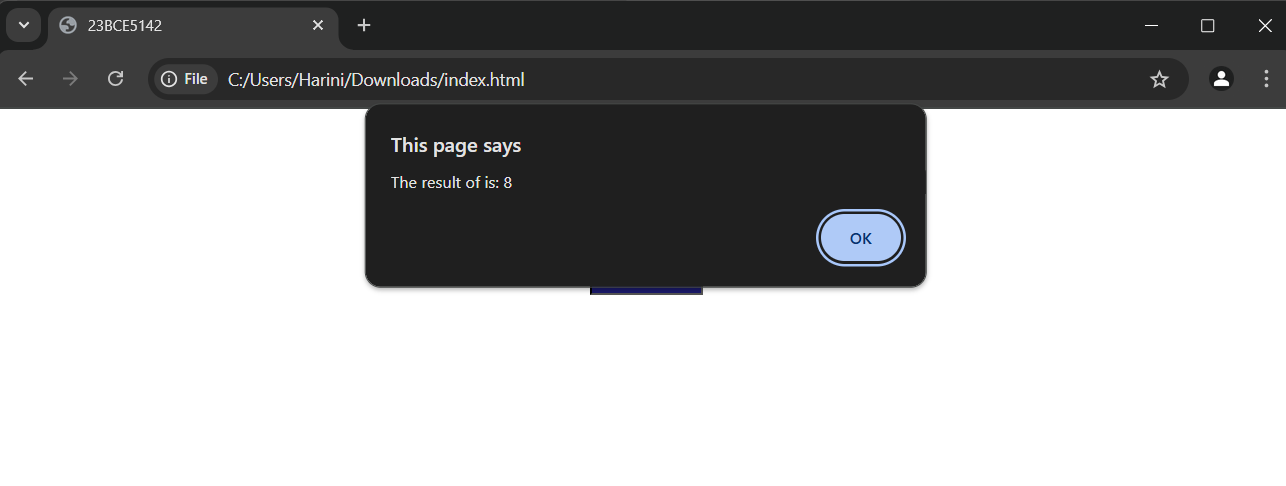 23BCE5142
File C:/Users/Harini/Downloads/index.html
This page says
The result of is: 8
OK